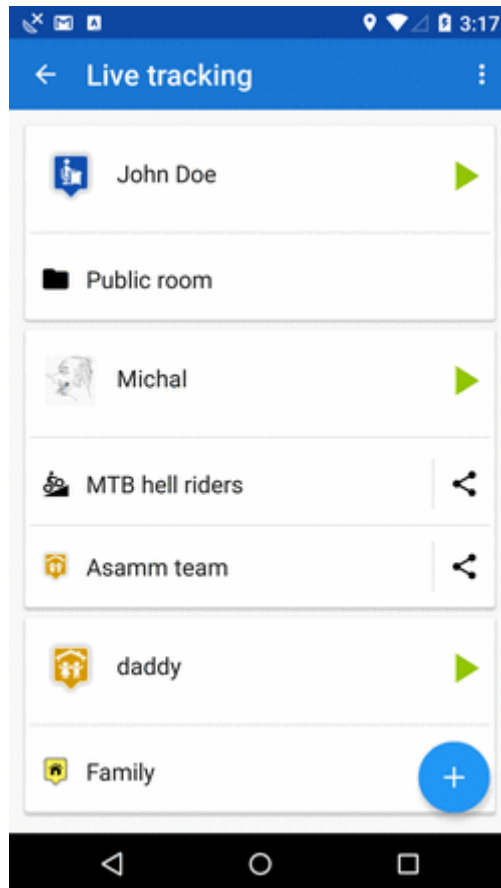 3:17
Live tracking
John Doe
Public room
Michal
MTB hell riders
Asamm team
daddy
Family